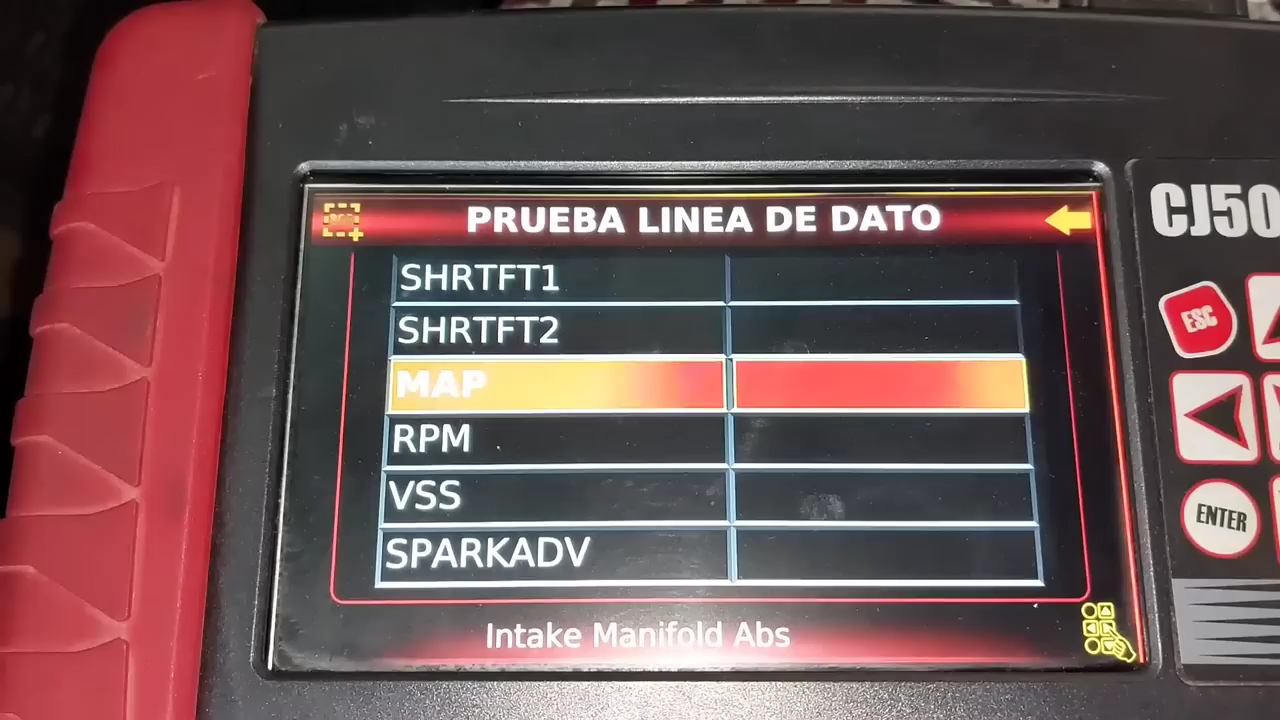 PRUEBA LINEA DE DATO
CJ50
SHRTFT1
SHRTFT2
MAP
RPM
VSS
SPARKADV
Intake Manifold Abs
ESC
ENTER